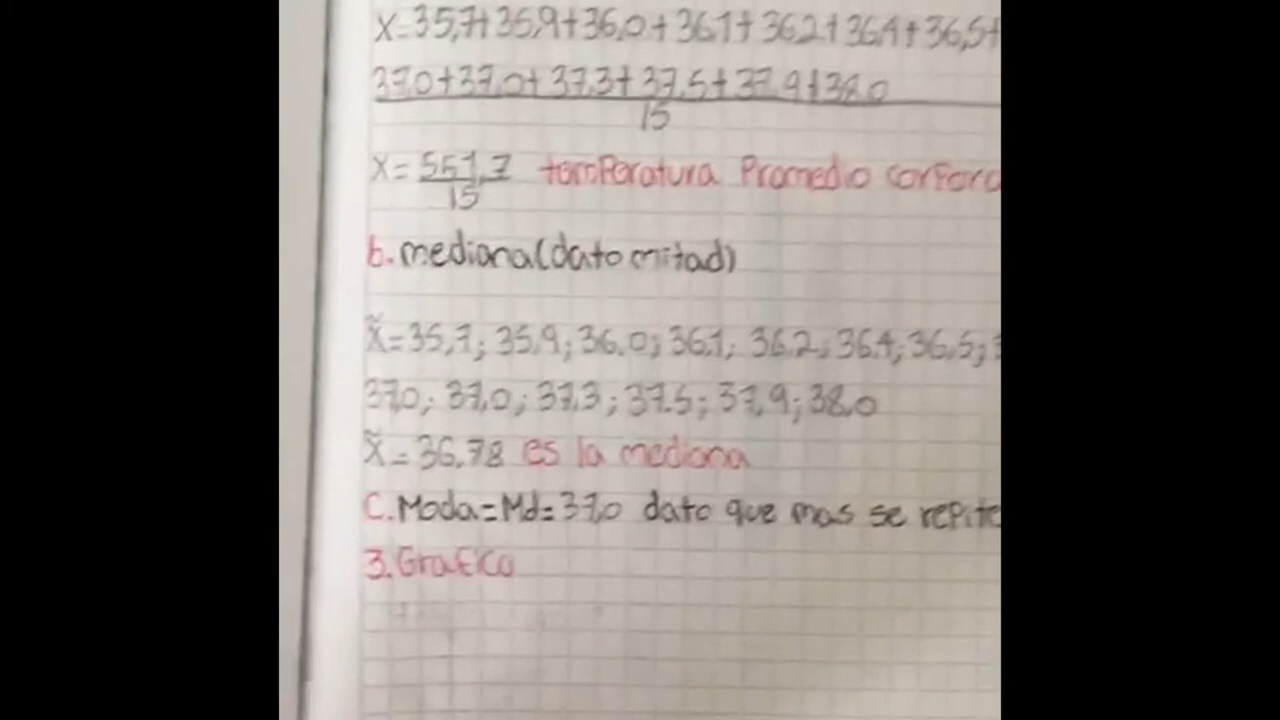 X=35,7+35,9+36,0+36,1+36,2+36,4+36,5+
37,0+37,0+37,3+37,5+37,9+38,0
15
X=551,7 temperatura Promedio corpora
15
b. mediana(dato mitad)
x̃=35,7; 35,9; 36,0; 36,1; 36,2; 36,4; 36,5;
37,0; 37,0; 37,3; 37.5; 37,9; 38,0
x̃=36,78 es la mediana
C. Moda=Md=37,0 dato que mas se repite
3. Grafico